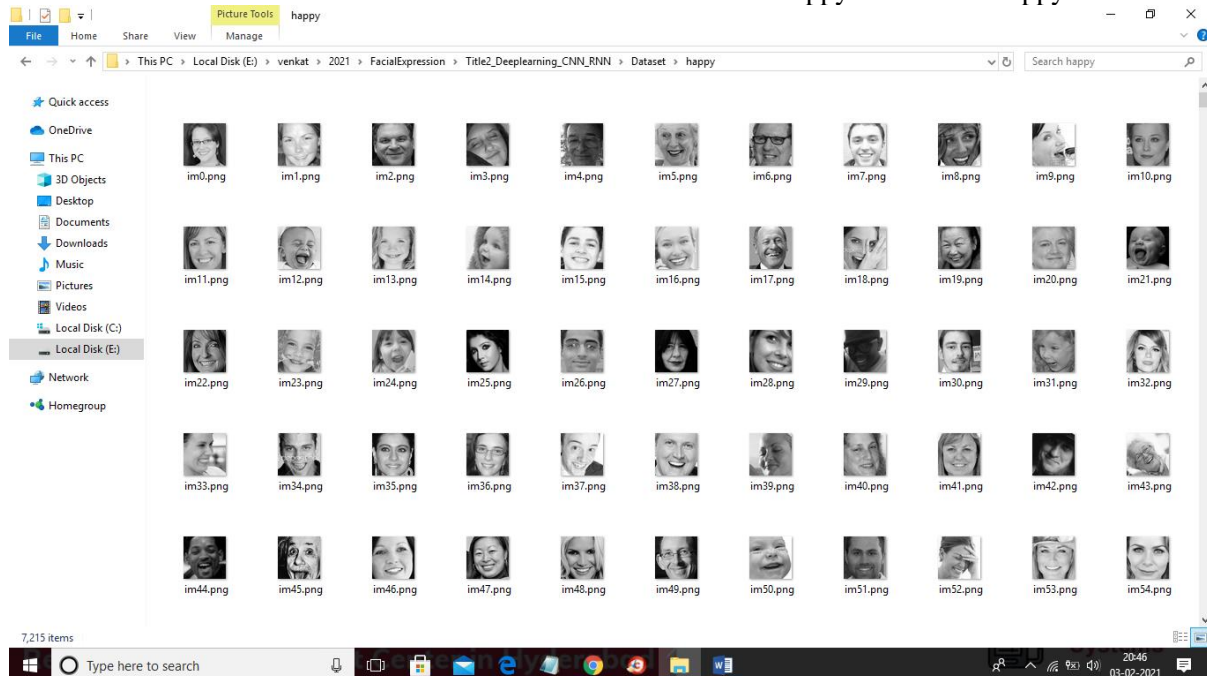 Picture Tools happy
File Home Share View Manage
This PC > Local Disk (E:) > venkat > 2021 > FacialExpression > Title2_Deeplearning_CNN_RNN > Dataset > happy Search happy
Quick access
OneDrive
This PC
3D Objects
Desktop
Documents
Downloads
Music
Pictures
Videos
Local Disk (C:)
Local Disk (E:)
Network
Homegroup
im0.png im1.png im2.png im3.png im4.png im5.png im6.png im7.png im8.png im9.png im10.png
im11.png im12.png im13.png im14.png im15.png im16.png im17.png im18.png im19.png im20.png im21.png
im22.png im23.png im24.png im25.png im26.png im27.png im28.png im29.png im30.png im31.png im32.png
im33.png im34.png im35.png im36.png im37.png im38.png im39.png im40.png im41.png im42.png im43.png
im44.png im45.png im46.png im47.png im48.png im49.png im50.png im51.png im52.png im53.png im54.png
7,215 items
Type here to search
20:46
03-02-2021